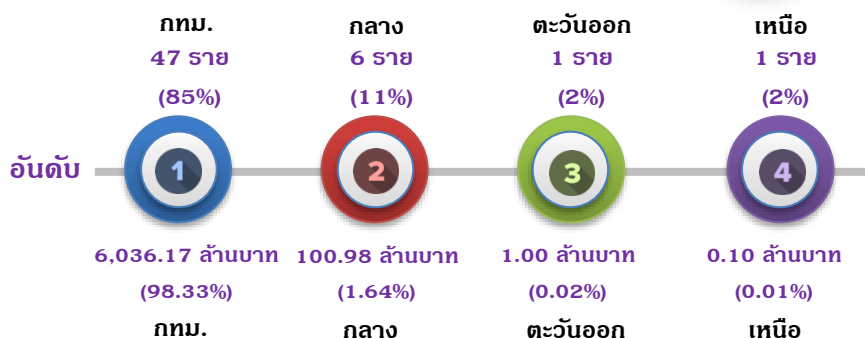 กทม. กลาง ตะวันออก เหนือ
47 ราย 6 ราย 1 ราย 1 ราย
(85%) (11%) (2%) (2%)
อันดับ 1 2 3 4
6,036.17 ล้านบาท 100.98 ล้านบาท 1.00 ล้านบาท 0.10 ล้านบาท
(98.33%) (1.64%) (0.02%) (0.01%)
กทม. กลาง ตะวันออก เหนือ